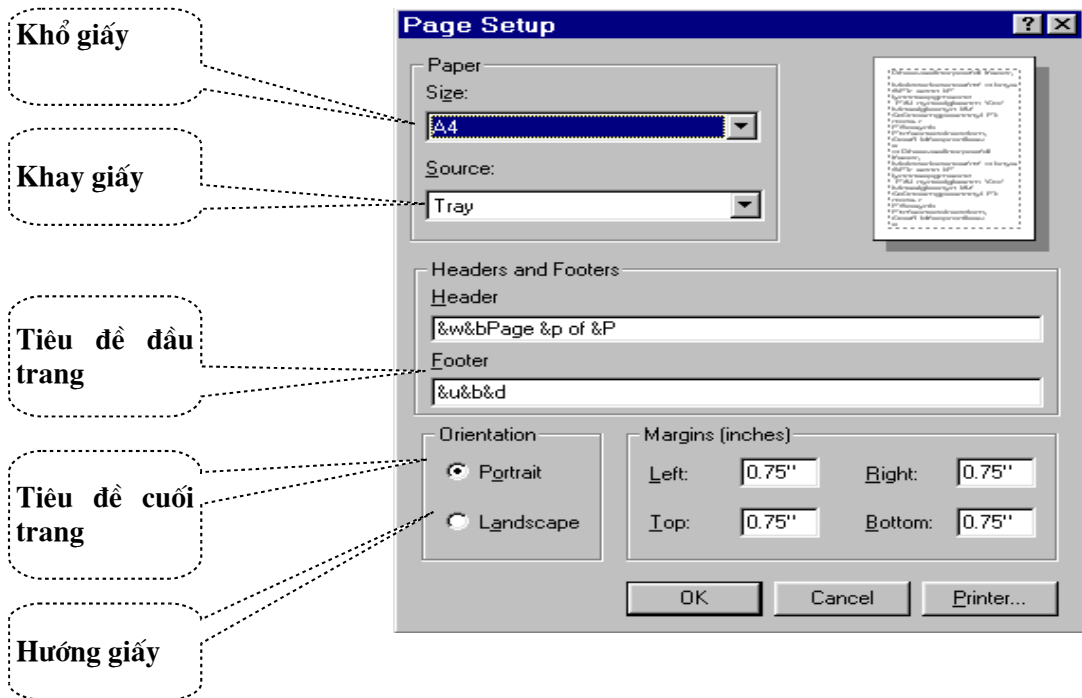 Khổ giấy
Khay giấy
Tiêu đề đầu
trang
Tiêu đề cuối
trang
Hướng giấy
Page Setup
Paper
Size:
A4
Source:
Tray
Headers and Footers
Header
&w&bPage &p of &P
Footer
&u&b&d
Orientation
Portrait
Landscape
Margins (inches)
Left: 0.75" Right: 0.75"
Top: 0.75" Bottom: 0.75"
OK Cancel Printer...